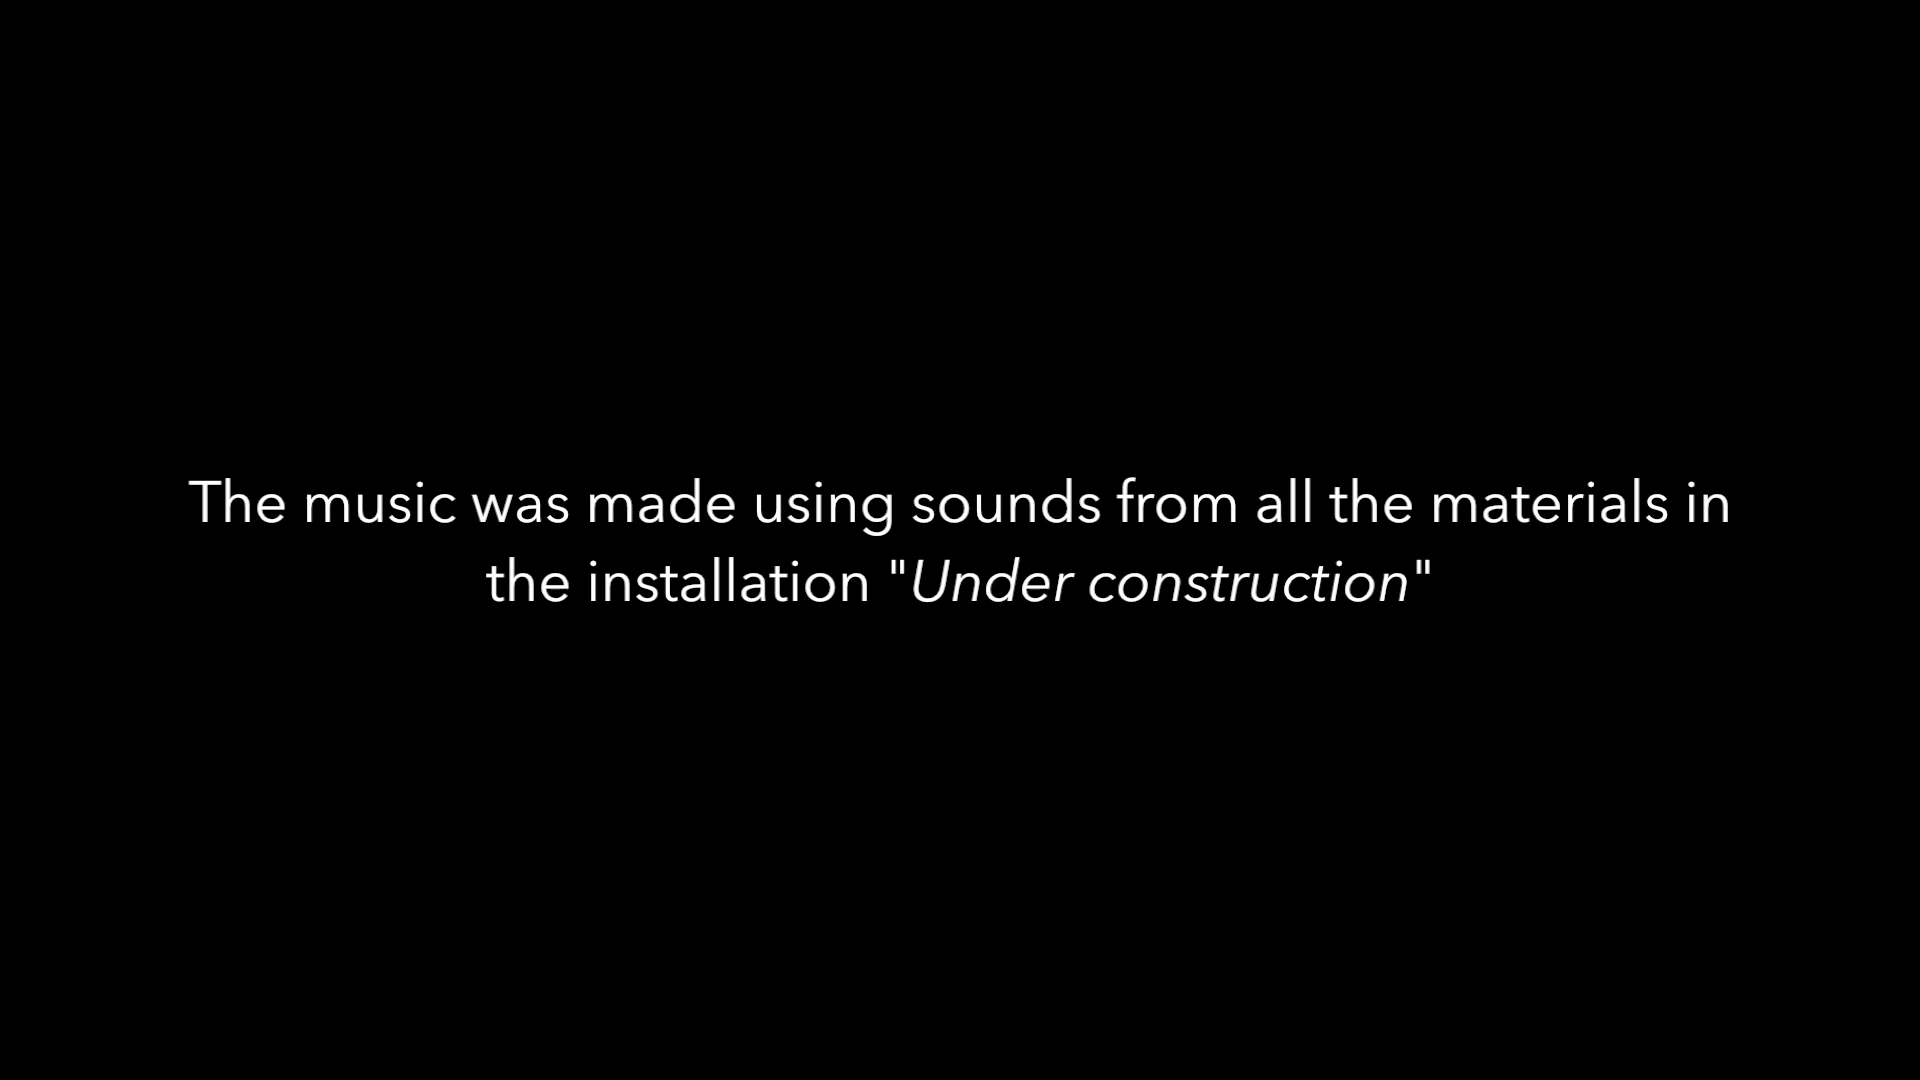 The music was made using sounds from all the materials in
the installation "Under construction"